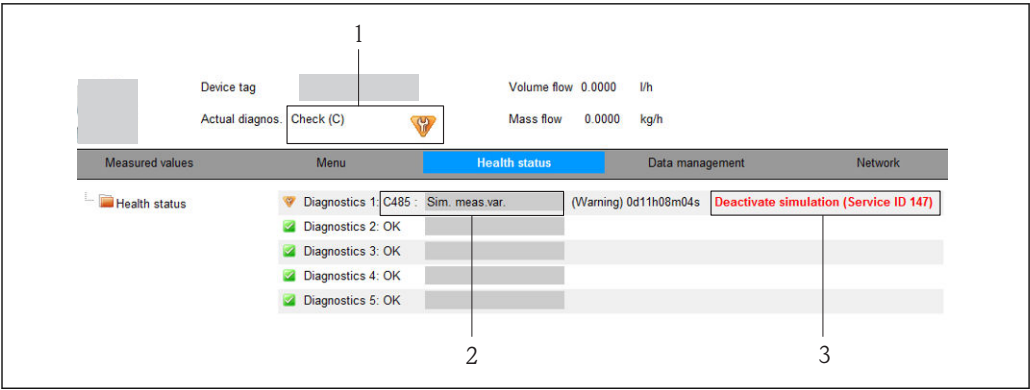 1
Device tag
Volume flow 0.0000 l/h
Actual diagnos. Check (C)
Mass flow 0.0000 kg/h
Measured values Menu Health status Data management Network
Health status
Diagnostics 1: C485 : Sim. meas.var. (Warning) 0d11h08m04s Deactivate simulation (Service ID 147)
Diagnostics 2: OK
Diagnostics 3: OK
Diagnostics 4: OK
Diagnostics 5: OK
2
3